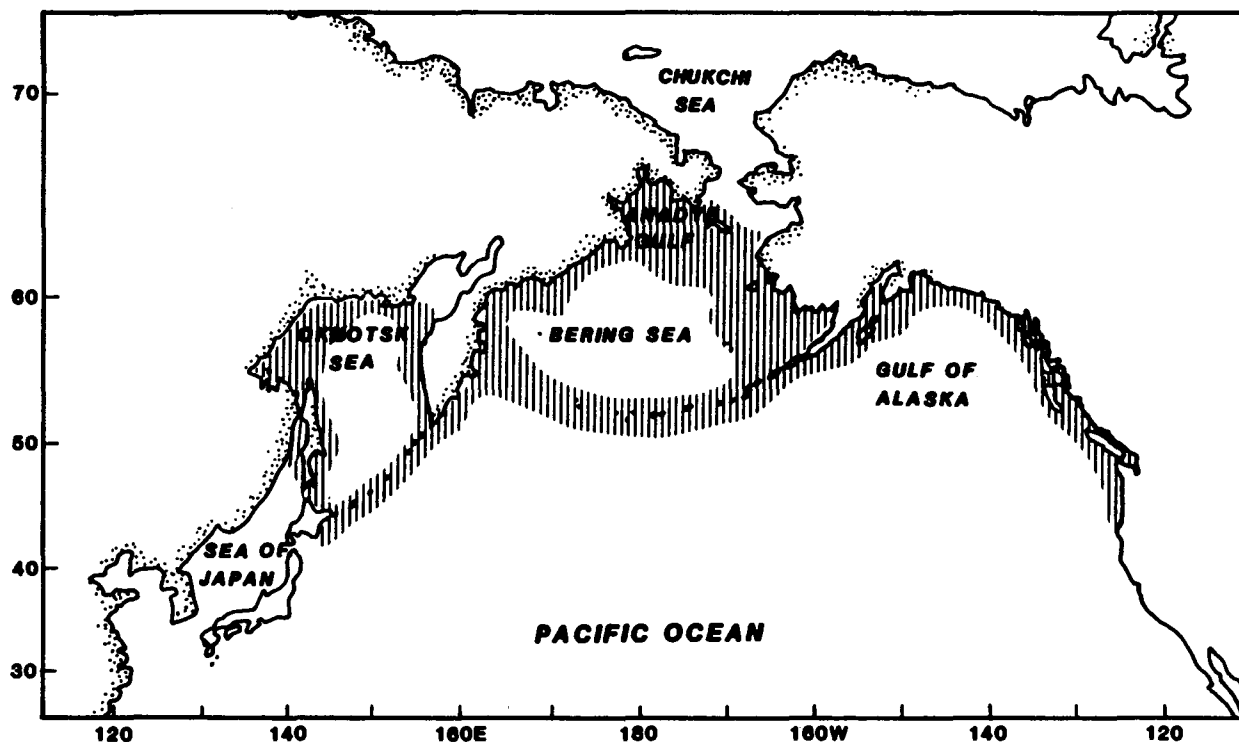 70
CHUKCHI
SEA
ANADYR
GULF
60
OKHOTSK
SEA
BERING SEA
GULF OF
ALASKA
50
SEA OF
JAPAN
40
PACIFIC OCEAN
30
120 140 160E 180 160W 140 120